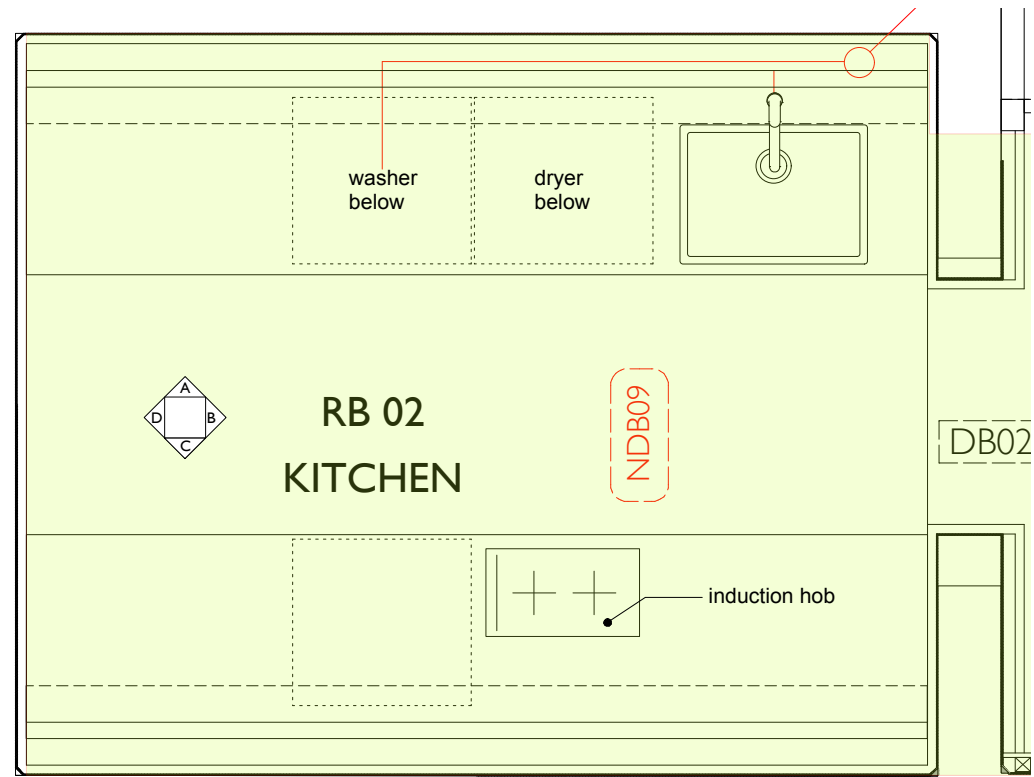 washer
below
dryer
below
A
D
B
C
RB 02
KITCHEN
NDB09
DB02
induction hob